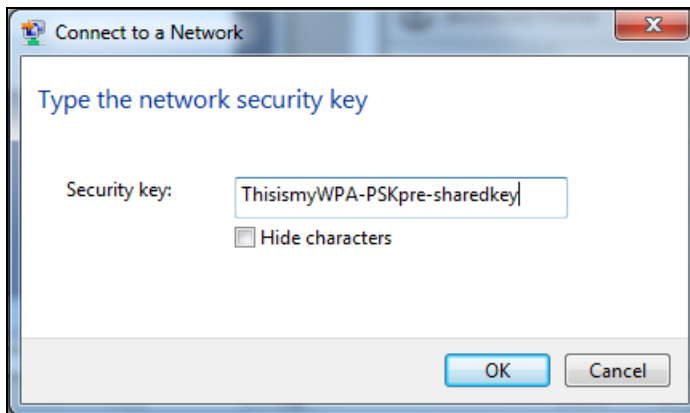 Connect to a Network
Type the network security key
Security key: ThisismyWPA-PSKpre-sharedkey
Hide characters
OK Cancel